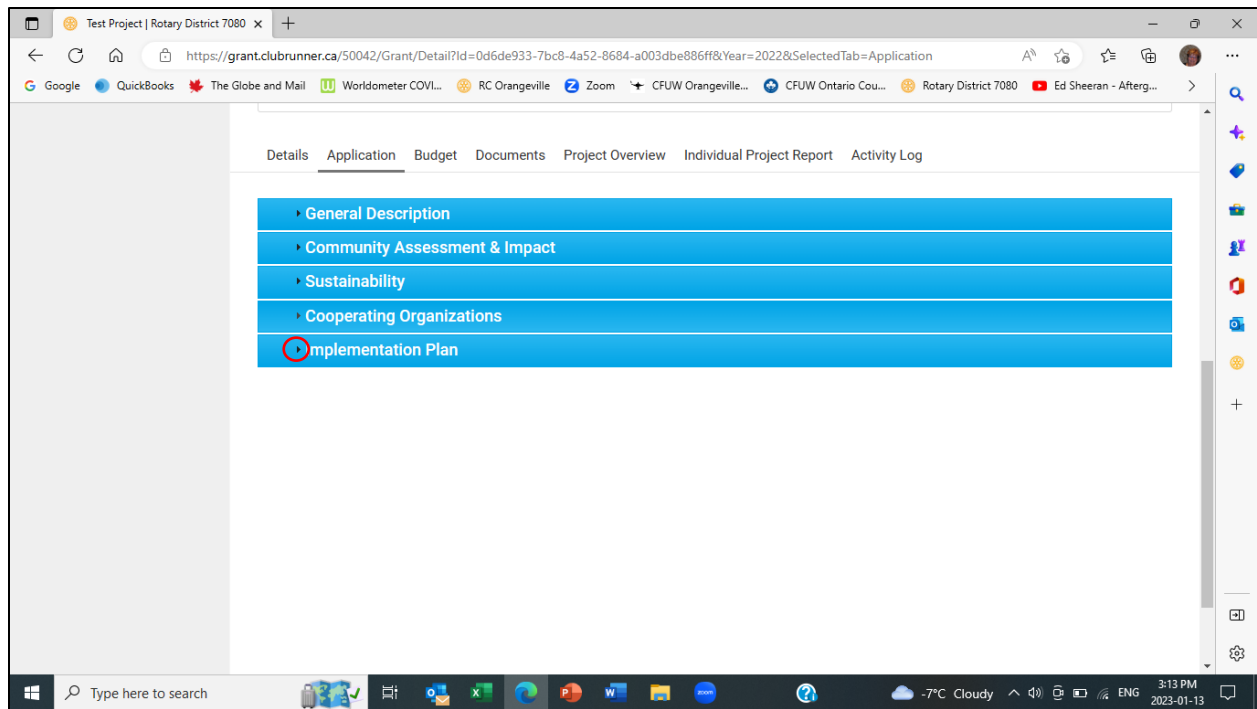 Test Project | Rotary District 7080
https://grant.clubrunner.ca/50042/Grant/Detail?Id=0d6de933-7bc8-4a52-8684-a003dbe886ff&Year=2022&SelectedTab=Application
Google QuickBooks The Globe and Mail Worldometer COVI... RC Orangeville Zoom CFUW Orangeville... CFUW Ontario Cou... Rotary District 7080 Ed Sheeran - Afterg...
Details Application Budget Documents Project Overview Individual Project Report Activity Log
General Description
Community Assessment & Impact
Sustainability
Cooperating Organizations
Implementation Plan
Type here to search
zoom
-7°C Cloudy
ENG
3:13 PM
2023-01-13